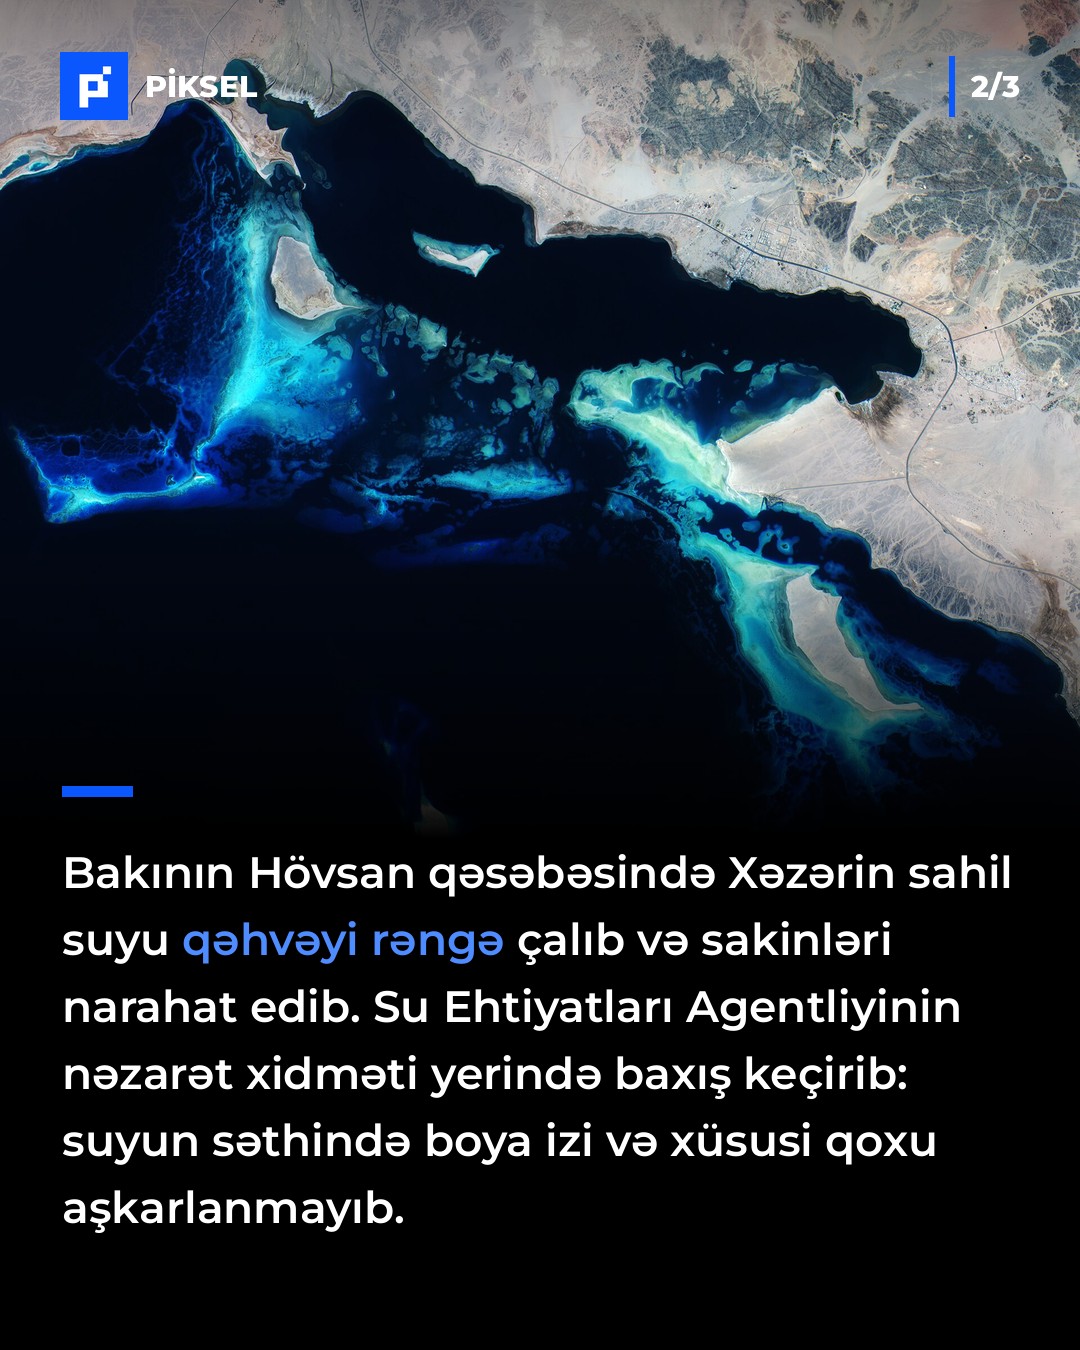 PİKSEL
2/3
Bakının Hövsan qəsəbəsində Xəzərin sahil
suyu qəhvəyi rəngə çalıb və sakinləri
narahat edib. Su Ehtiyatları Agentliyinin
nəzarət xidməti yerində baxış keçirib:
suyun səthində boya izi və xüsusi qoxu
aşkarlanmayıb.